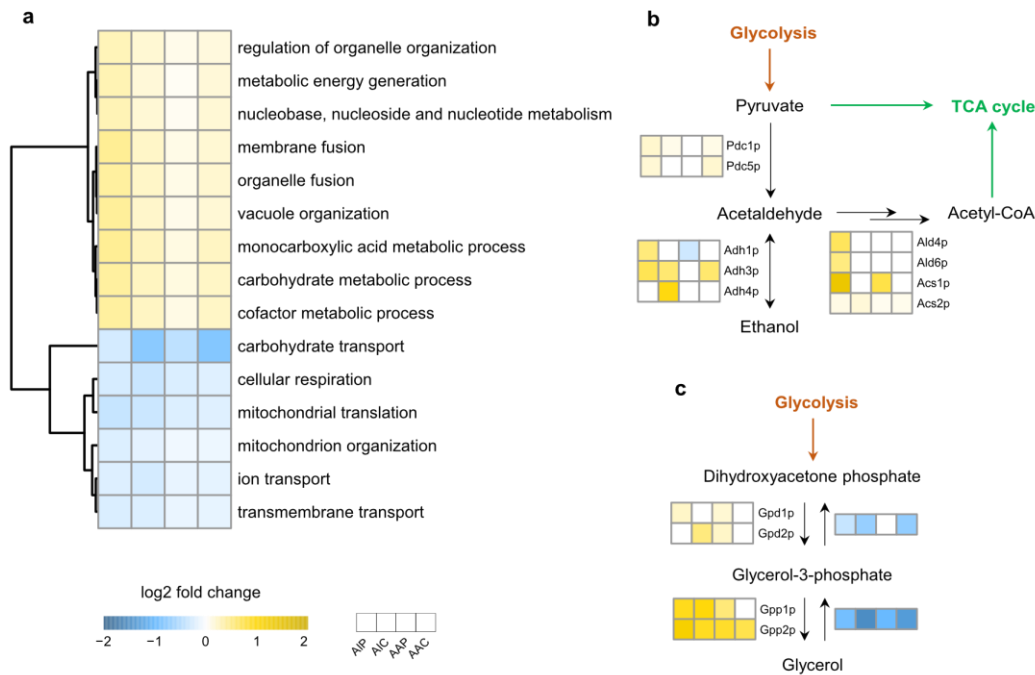 a
regulation of organelle organization
metabolic energy generation
nucleobase, nucleoside and nucleotide metabolism
membrane fusion
organelle fusion
vacuole organization
monocarboxylic acid metabolic process
carbohydrate metabolic process
cofactor metabolic process
carbohydrate transport
cellular respiration
mitochondrial translation
mitochondrion organization
ion transport
transmembrane transport
log2 fold change
−2 −1 0 1 2
AIP AIC AAP AAC
b
Glycolysis
Pyruvate
TCA cycle
Pdc1p
Pdc5p
Acetaldehyde
Acetyl-CoA
Adh1p
Adh3p
Adh4p
Ald4p
Ald6p
Acs1p
Acs2p
Ethanol
c
Glycolysis
Dihydroxyacetone phosphate
Gpd1p
Gpd2p
Glycerol-3-phosphate
Gpp1p
Gpp2p
Glycerol